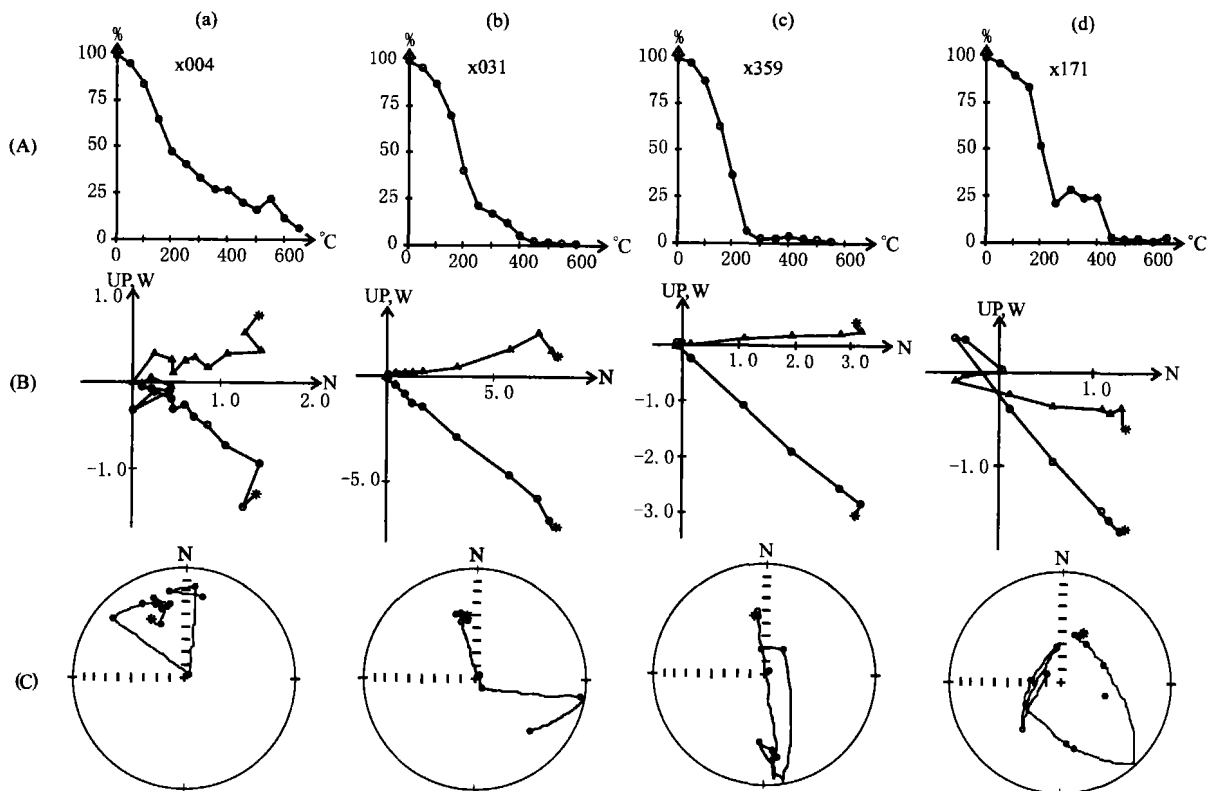 (a) (b) (c) (d)
(A)
% x004
100
75
50
25
0
0 200 400 600 °C
% x031
100
75
50
25
0
0 200 400 600 °C
% x359
100
75
50
25
0
0 200 400 600 °C
% x171
100
75
50
25
0
0 200 400 600 °C
(B)
UP, W
1.0
1.0 2.0 N
-1.0
UP, W
5.0 N
-5.0
UP, W
1.0 2.0 3.2 N
-1.0
-2.0
-3.0
UP, W
1.0 N
-1.0
(C)
N N N N